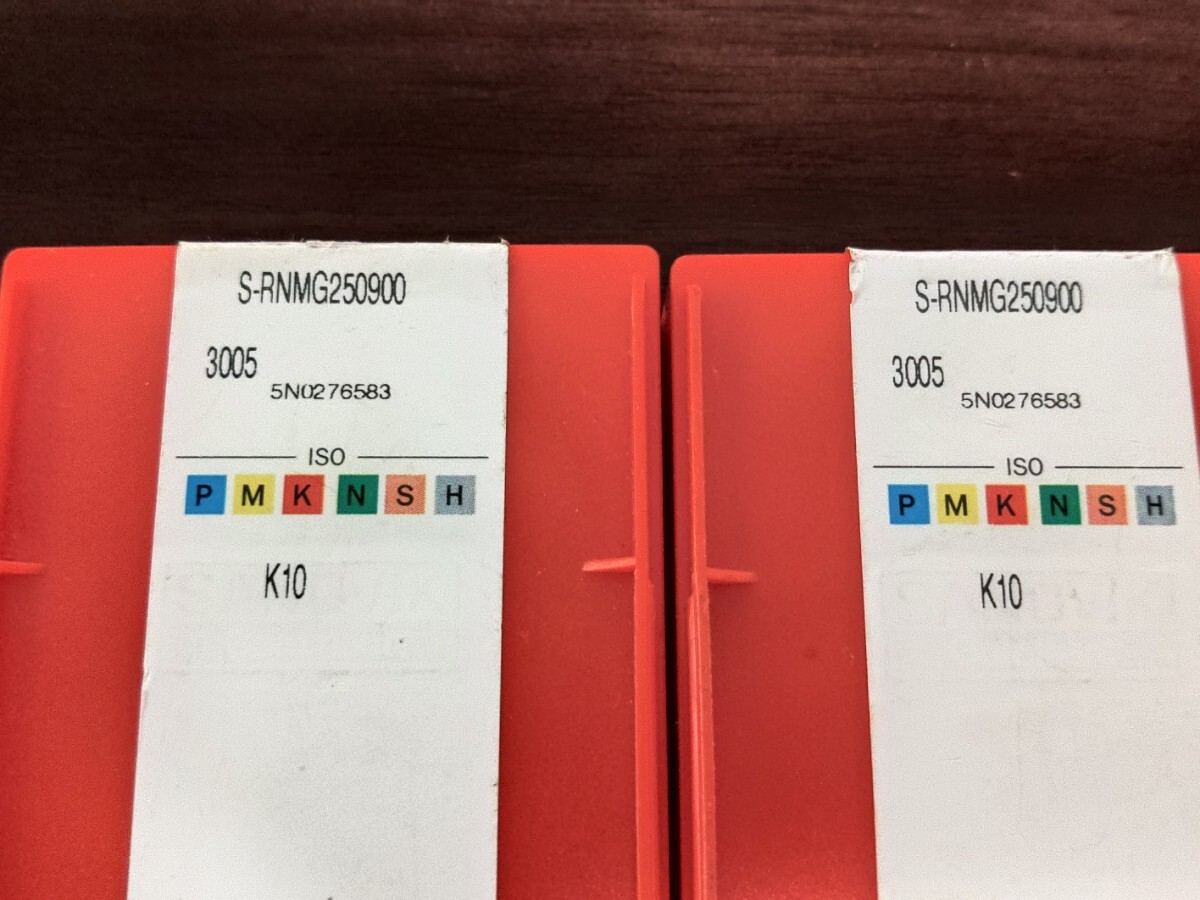 S-RNMG250900
3005
5N0276583
ISO
P M K N S H
K10
S-RNMG250900
3005
5N0276583
ISO
P M K N S H
K10